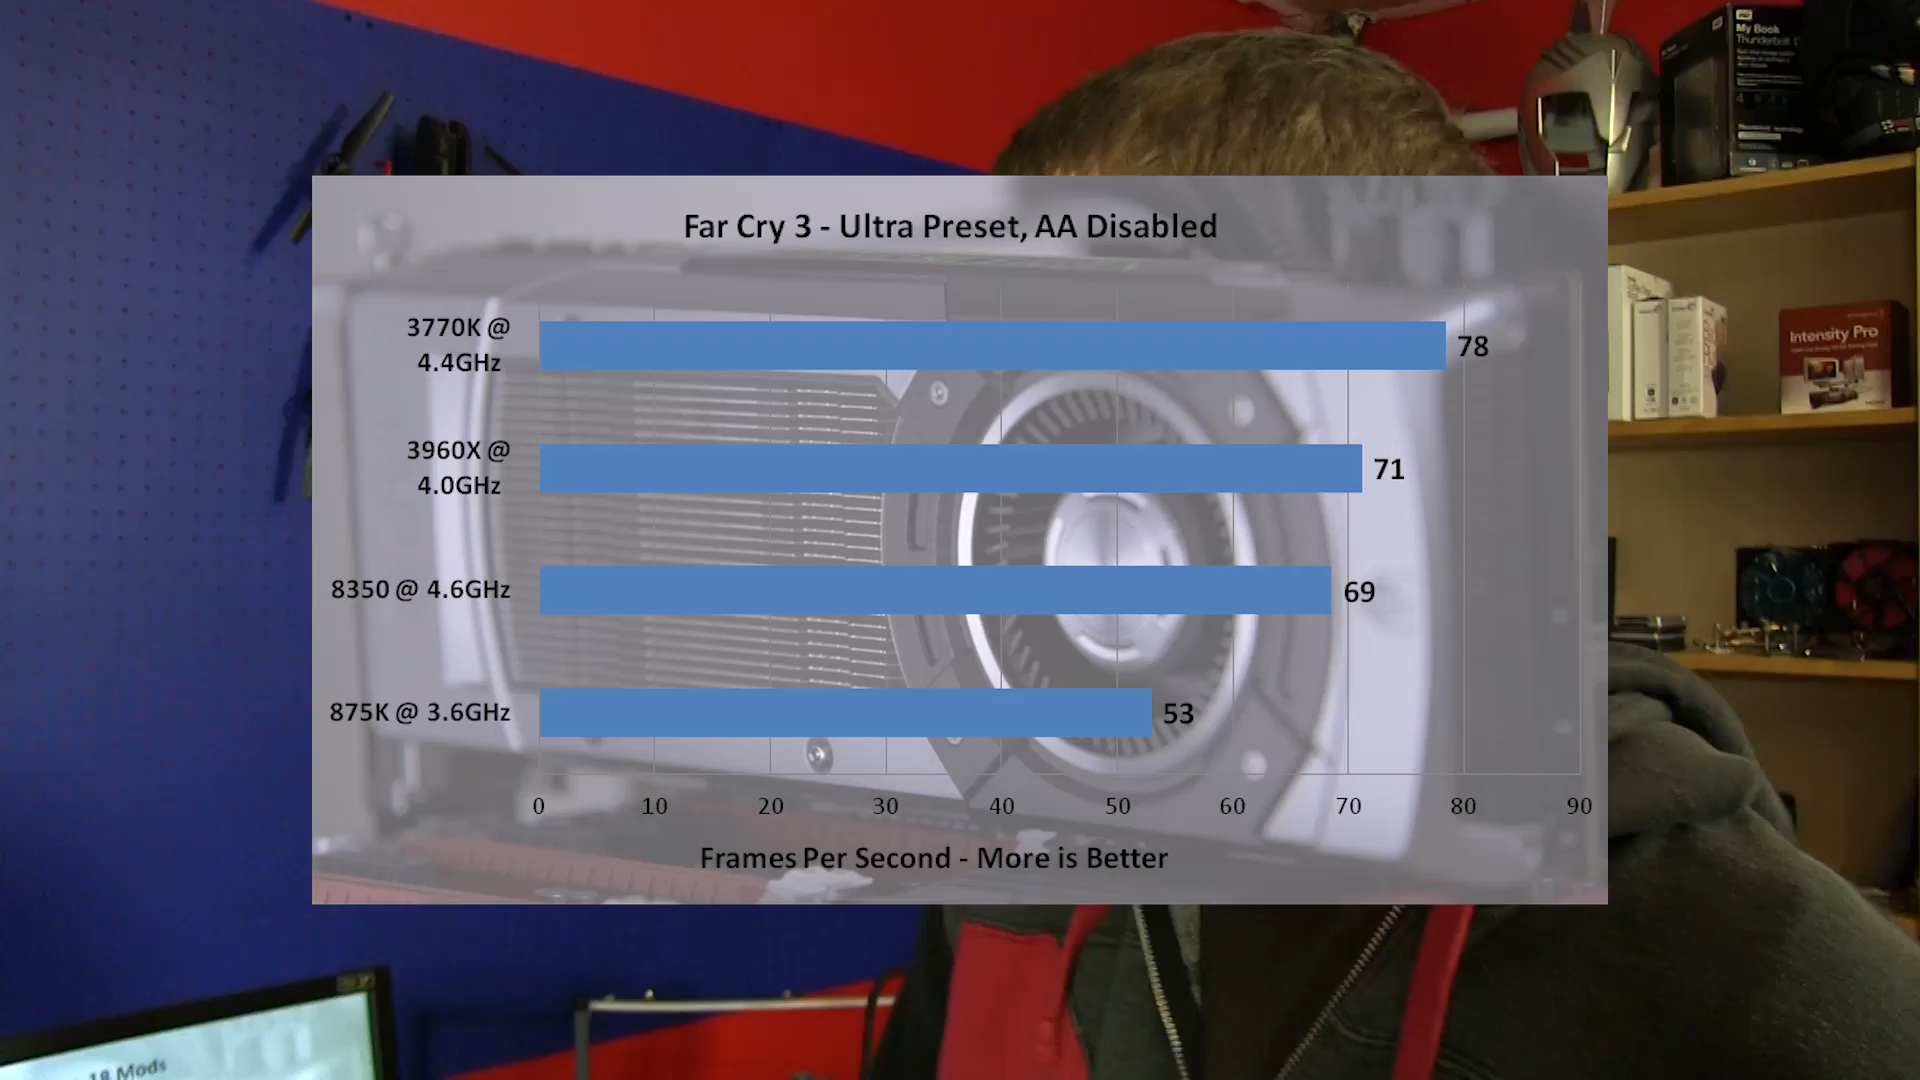 My Book
Thunderbolt
Far Cry 3 - Ultra Preset, AA Disabled
3770K @
4.4GHz
78
3960X @
4.0GHz
71
8350 @ 4.6GHz
69
875K @ 3.6GHz
53
0 10 20 30 40 50 60 70 80 90
Frames Per Second - More is Better
Intensity Pro
18 Mods